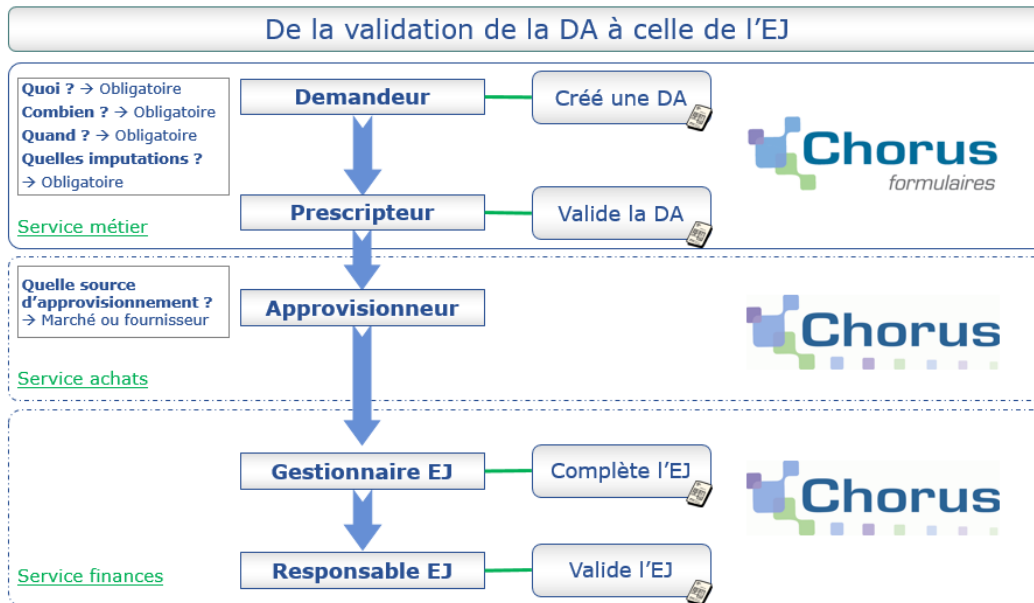 De la validation de la DA à celle de l'EJ
Quoi ? → Obligatoire
Combien ? → Obligatoire
Quand ? → Obligatoire
Quelles imputations ?
→ Obligatoire
Demandeur
Créé une DA
Chorus
formulaires
Prescripteur
Valide la DA
Service métier
Quelle source
d'approvisionnement ?
→ Marché ou fournisseur
Approvisionneur
Chorus
Service achats
Gestionnaire EJ
Complète l'EJ
Chorus
Responsable EJ
Valide l'EJ
Service finances